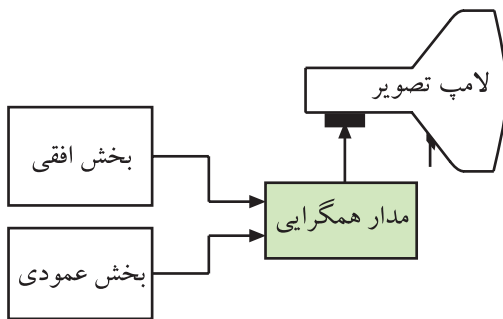 لامپ تصویر
بخش افقی
مدار همگرایی
بخش عمودی